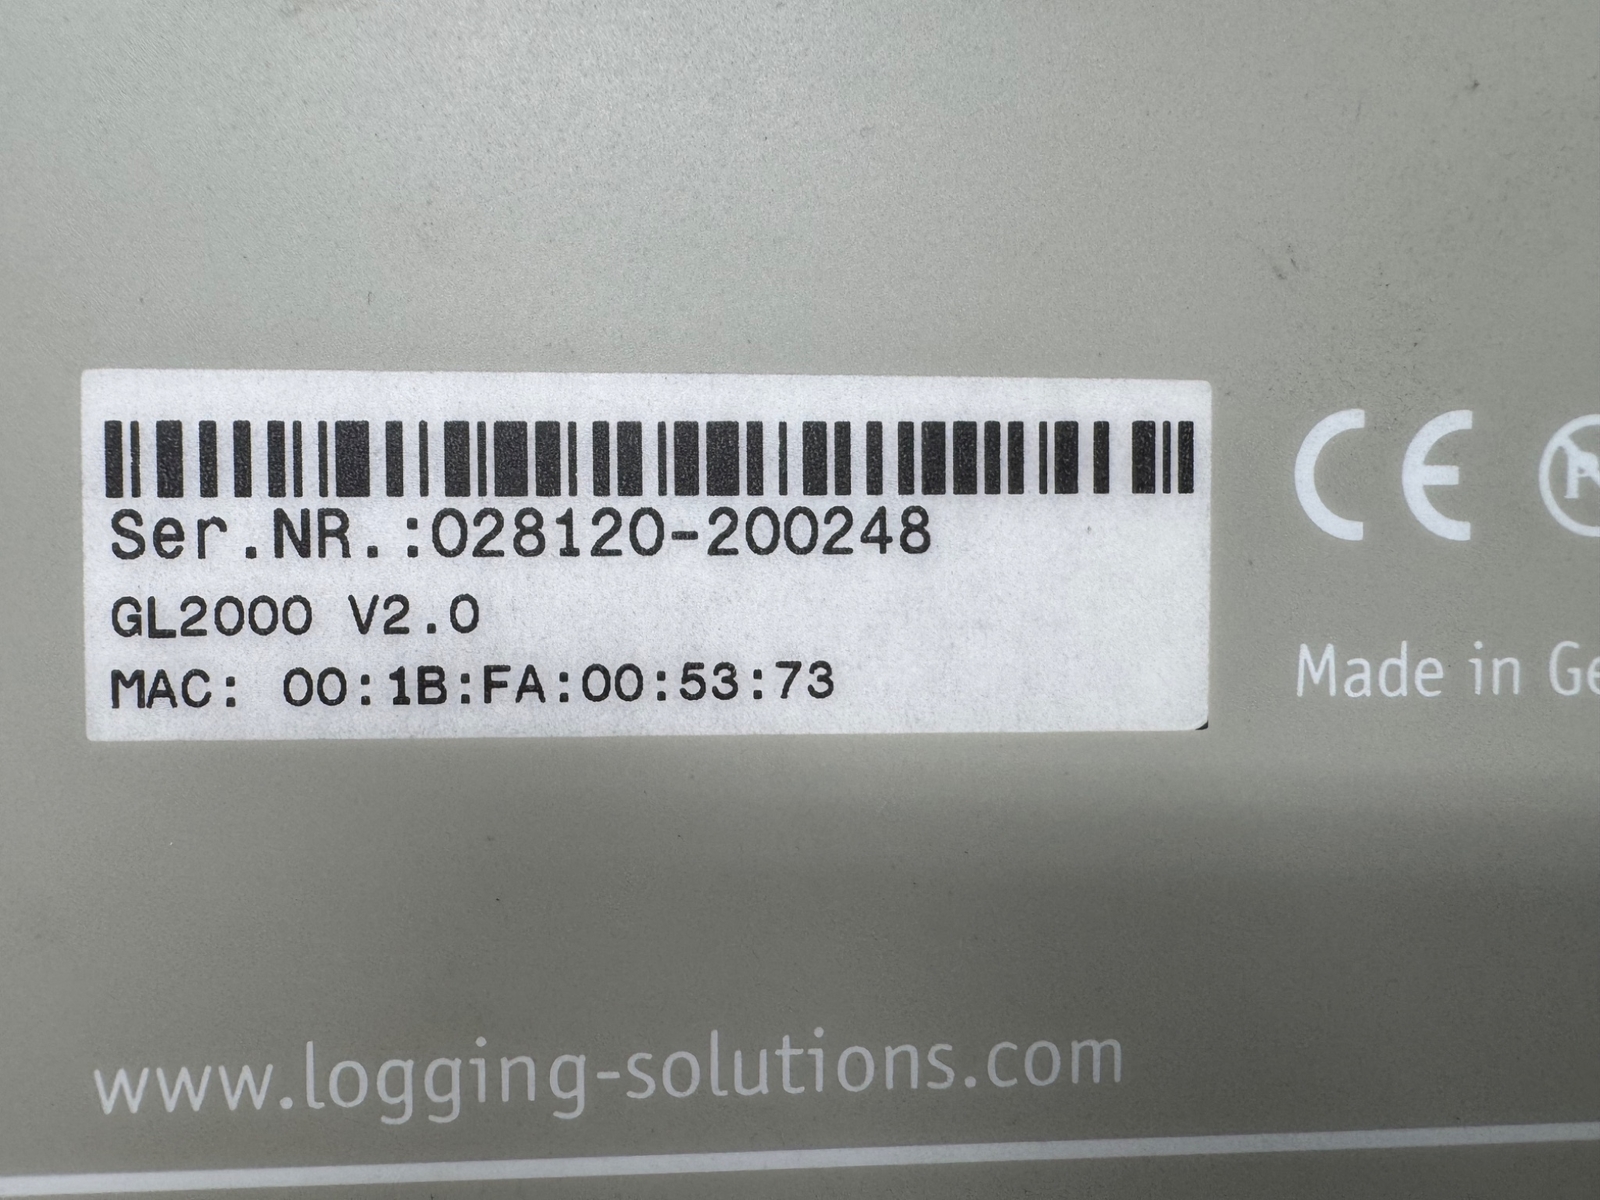 Ser.NR.:028120-200248
GL2000 V2.0
MAC: 00:1B:FA:00:53:73
CE
Made in Ge
www.logging-solutions.com